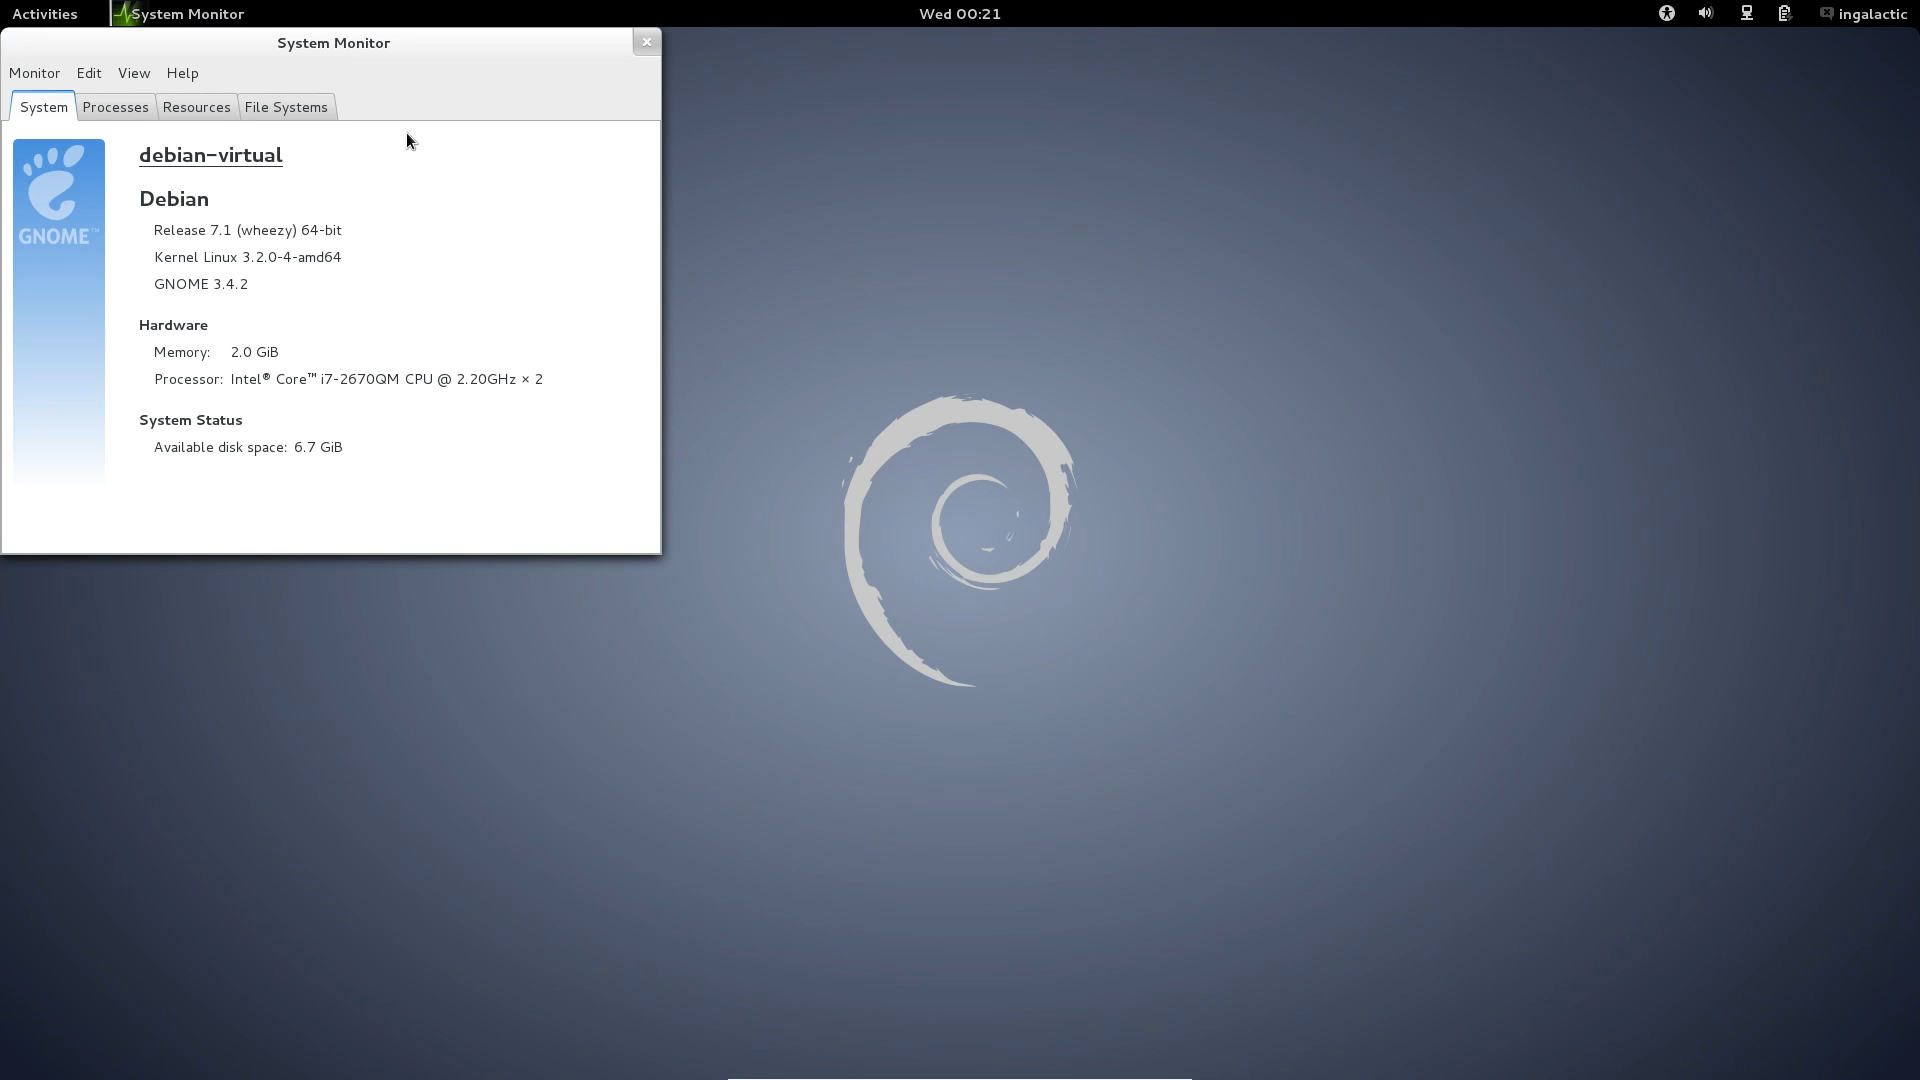 Activities System Monitor Wed 00:21 ingalactic
System Monitor
Monitor Edit View Help
System Processes Resources File Systems
GNOME™
debian-virtual
Debian
Release 7.1 (wheezy) 64-bit
Kernel Linux 3.2.0-4-amd64
GNOME 3.4.2
Hardware
Memory: 2.0 GiB
Processor: Intel® Core™ i7-2670QM CPU @ 2.20GHz × 2
System Status
Available disk space: 6.7 GiB